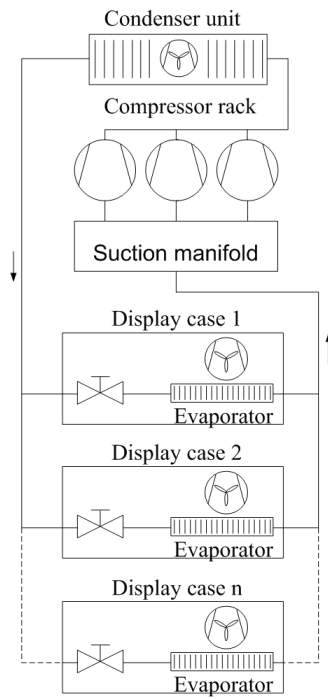 Condenser unit
Compressor rack
Suction manifold
Display case 1
Evaporator
Display case 2
Evaporator
Display case n
Evaporator